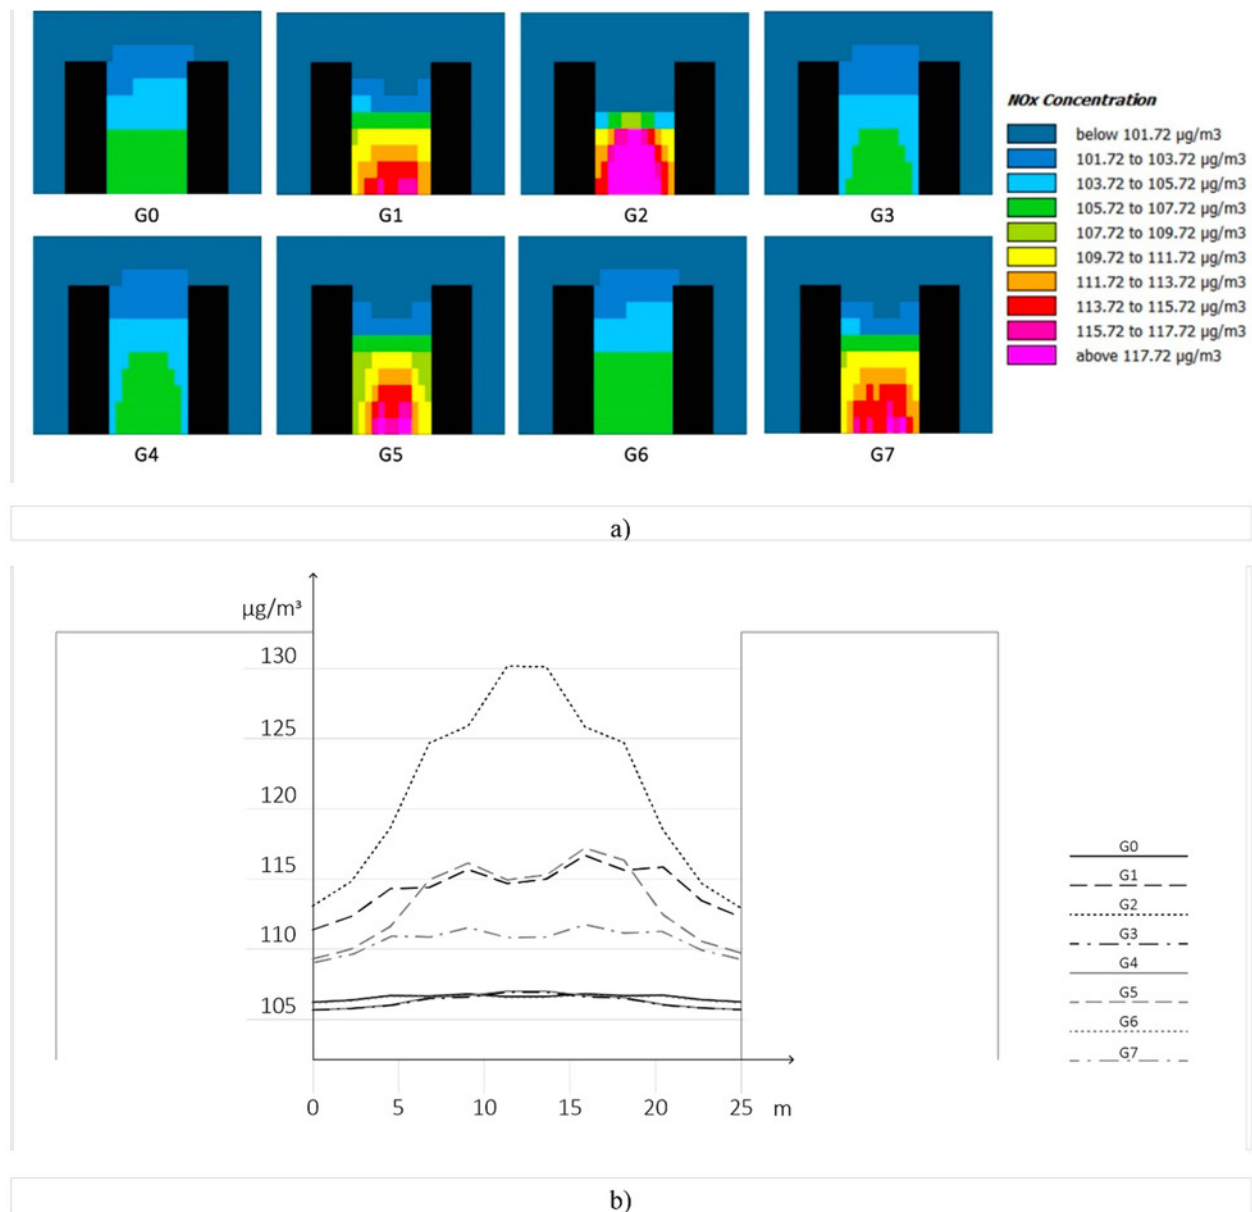 G0 G1 G2 G3
NOx Concentration
below 101.72 µg/m3
101.72 to 103.72 µg/m3
103.72 to 105.72 µg/m3
105.72 to 107.72 µg/m3
107.72 to 109.72 µg/m3
109.72 to 111.72 µg/m3
111.72 to 113.72 µg/m3
113.72 to 115.72 µg/m3
115.72 to 117.72 µg/m3
above 117.72 µg/m3
G4 G5 G6 G7
a)
µg/m³
130
125
120
115
110
105
0 5 10 15 20 25 m
G0
G1
G2
G3
G4
G5
G6
G7
b)